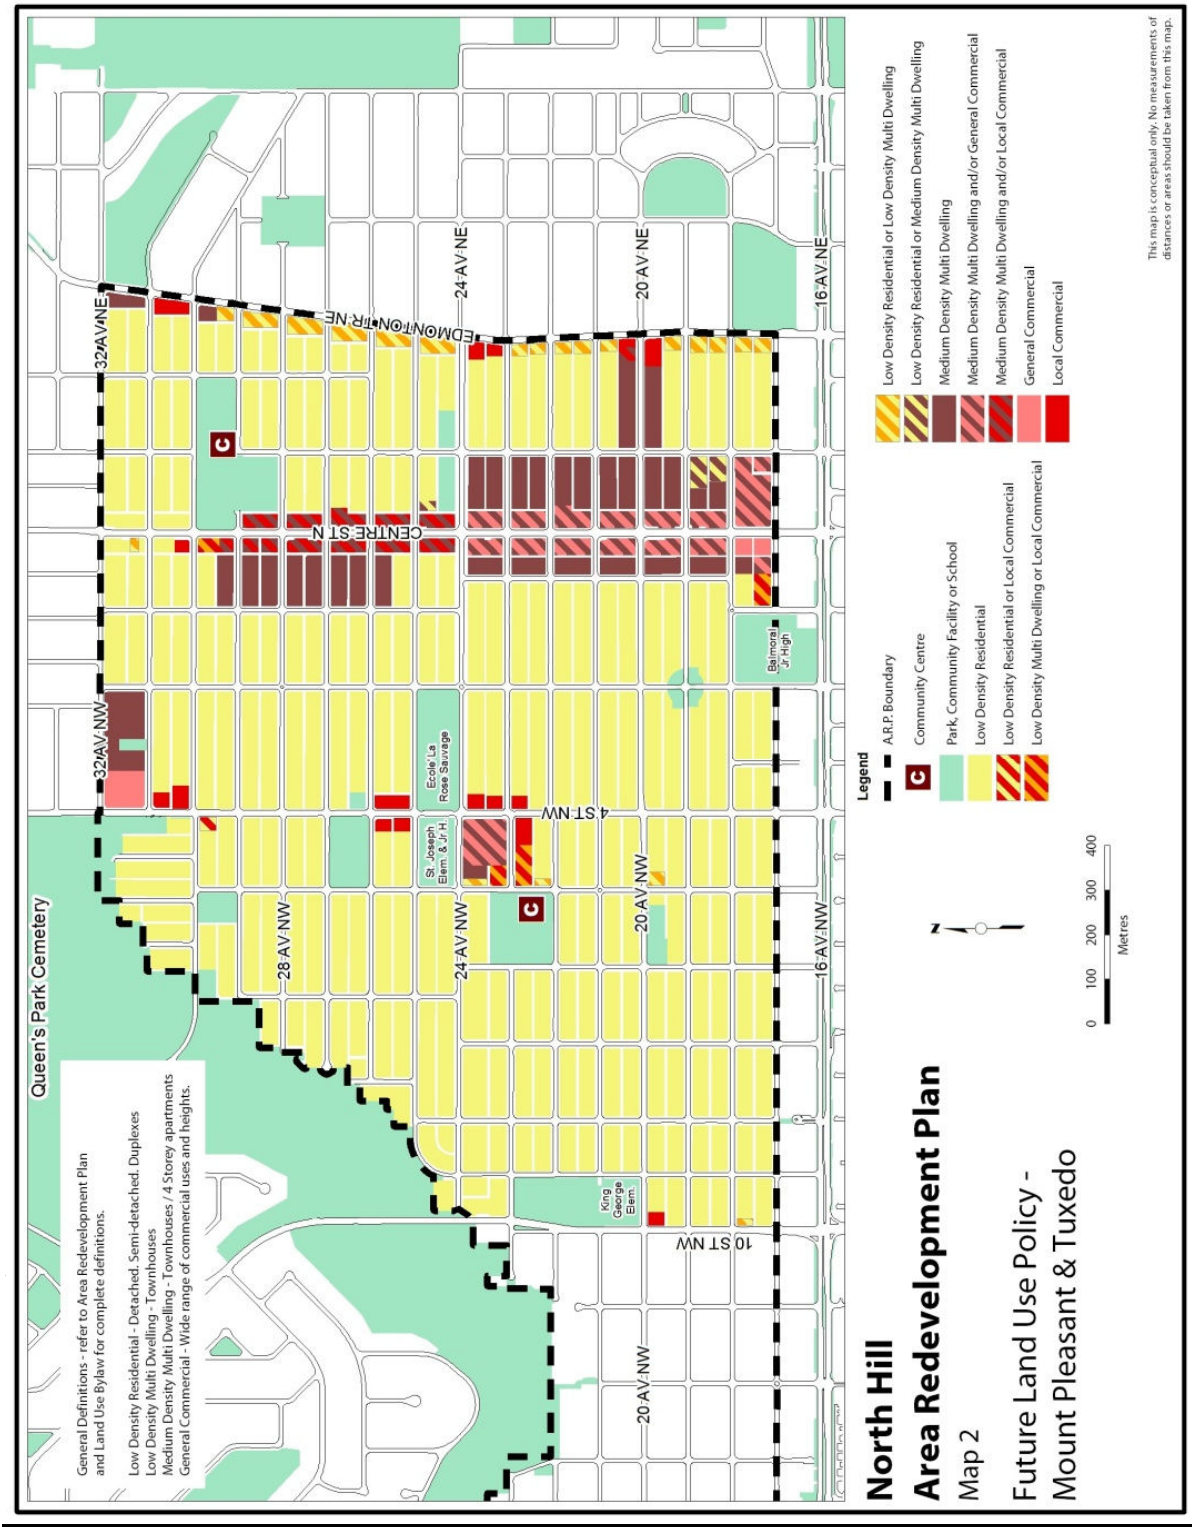 Queen's Park Cemetery
32 AV NW
32 AV NE
28 AV NW
24 AV NW
24 AV NE
20 AV NW
20 AV NW
20 AV NE
16 AV NW
16 AV NE
10 ST NW
4 ST NW
CENTRE ST N
EDMONTON TR NE
St. Joseph
Elem. & Jr H.
Ecole' La
Rose Sauvage
Balmoral
Jr High
King
George
Elem.
C
C
General Definitions - refer to Area Redevelopment Plan
and Land Use Bylaw for complete definitions.
Low Density Residential - Detached. Semi-detached. Duplexes
Low Density Multi Dwelling - Townhouses
Medium Density Multi Dwelling - Townhouses / 4 Storey apartments
General Commercial - Wide range of commercial uses and heights.
North Hill
Area Redevelopment Plan
Map 2
Future Land Use Policy -
Mount Pleasant & Tuxedo
N
0 100 200 300 400
Metres
Legend
A.R.P. Boundary
C Community Centre
Park, Community Facility or School
Low Density Residential
Low Density Residential or Local Commercial
Low Density Multi Dwelling or Local Commercial
Low Density Residential or Low Density Multi Dwelling
Low Density Residential or Medium Density Multi Dwelling
Medium Density Multi Dwelling
Medium Density Multi Dwelling and/or General Commercial
Medium Density Multi Dwelling and/or Local Commercial
General Commercial
Local Commercial
This map is conceptual only. No measurements of
distances or areas should be taken from this map.